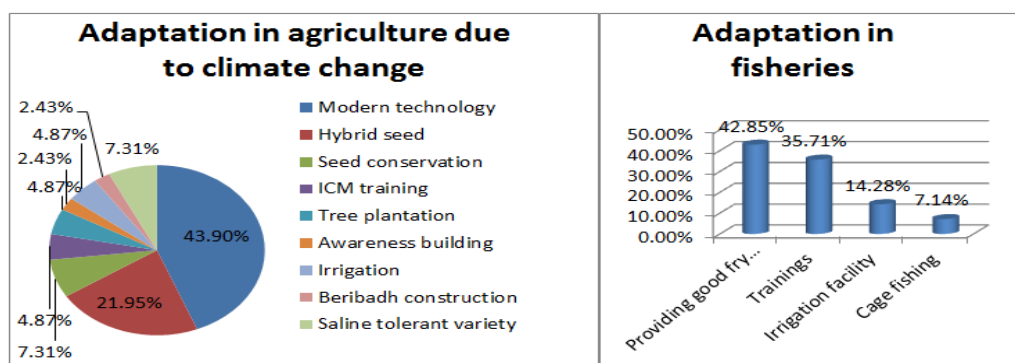 Adaptation in agriculture due
to climate change
2.43%
4.87%
2.43%
4.87%
7.31%
43.90%
21.95%
4.87%
7.31%
Modern technology
Hybrid seed
Seed conservation
ICM training
Tree plantation
Awareness building
Irrigation
Beribadh construction
Saline tolerant variety
Adaptation in
fisheries
50.00%
40.00%
30.00%
20.00%
10.00%
0.00%
42.85%
35.71%
14.28%
7.14%
Providing good fry...
Trainings
Irrigation facility
Cage fishing